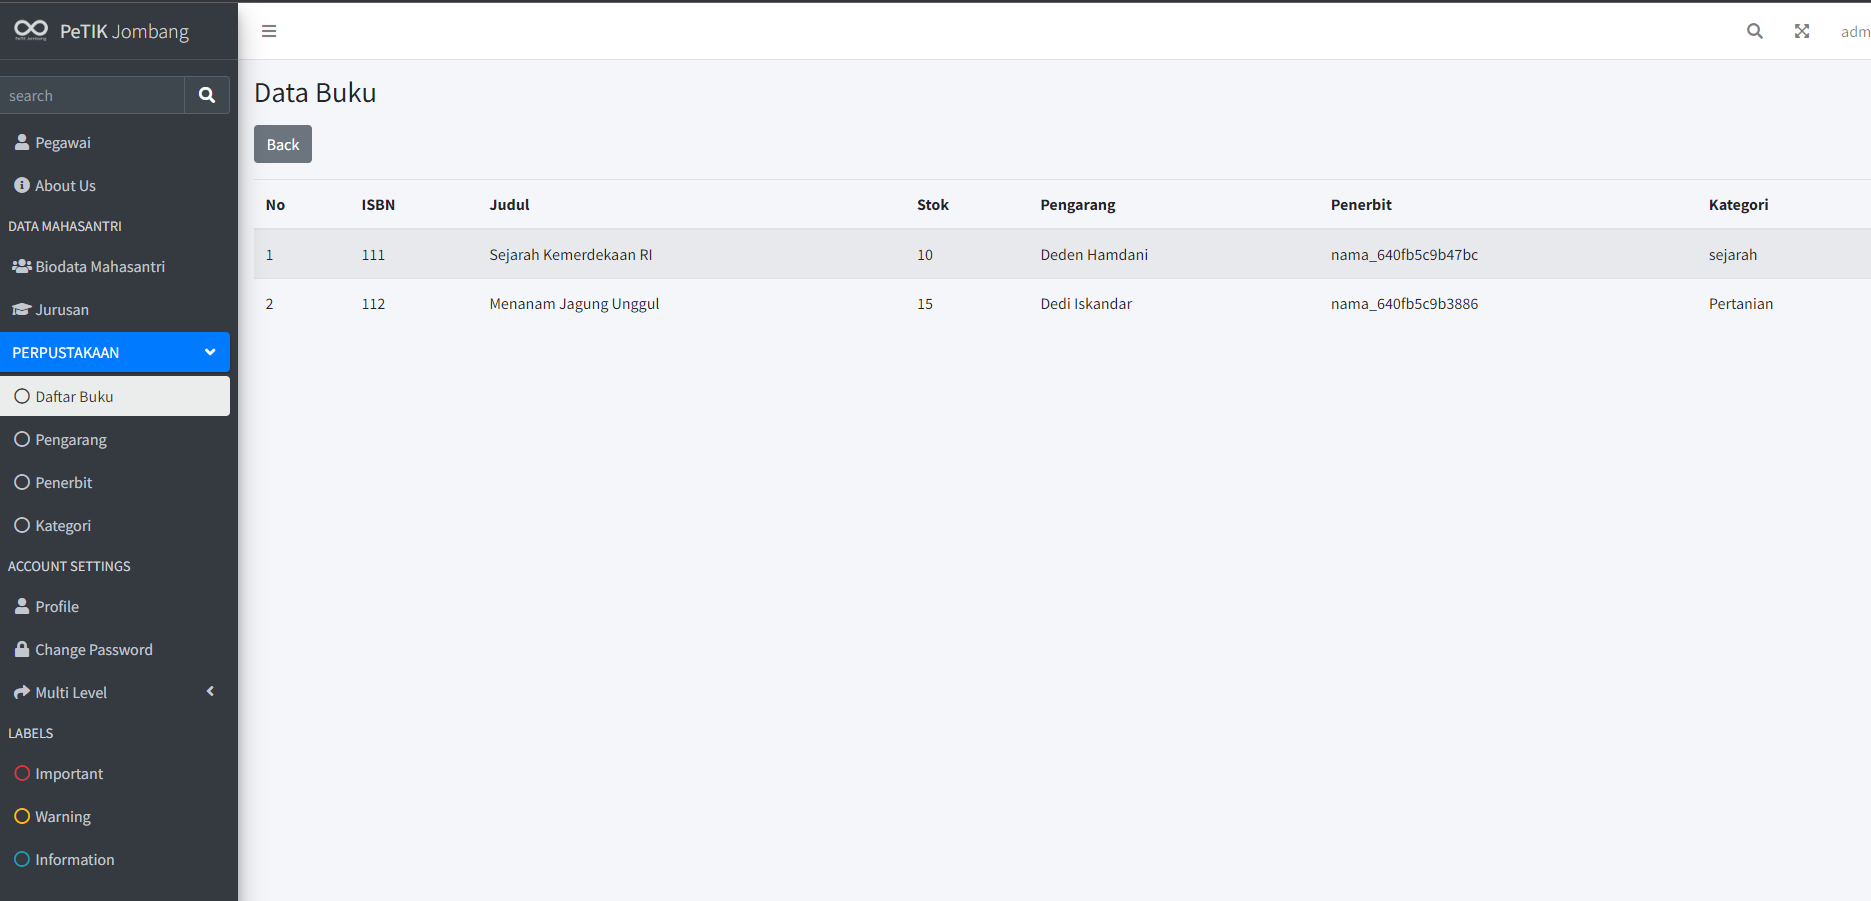 PeTIK Jombang
adm
search
Pegawai
About Us
DATA MAHASANTRI
Biodata Mahasantri
Jurusan
PERPUSTAKAAN
Daftar Buku
Pengarang
Penerbit
Kategori
ACCOUNT SETTINGS
Profile
Change Password
Multi Level
LABELS
Important
Warning
Information
Data Buku
Back
No ISBN Judul Stok Pengarang Penerbit Kategori
1 111 Sejarah Kemerdekaan RI 10 Deden Hamdani nama_640fb5c9b47bc sejarah
2 112 Menanam Jagung Unggul 15 Dedi Iskandar nama_640fb5c9b3886 Pertanian